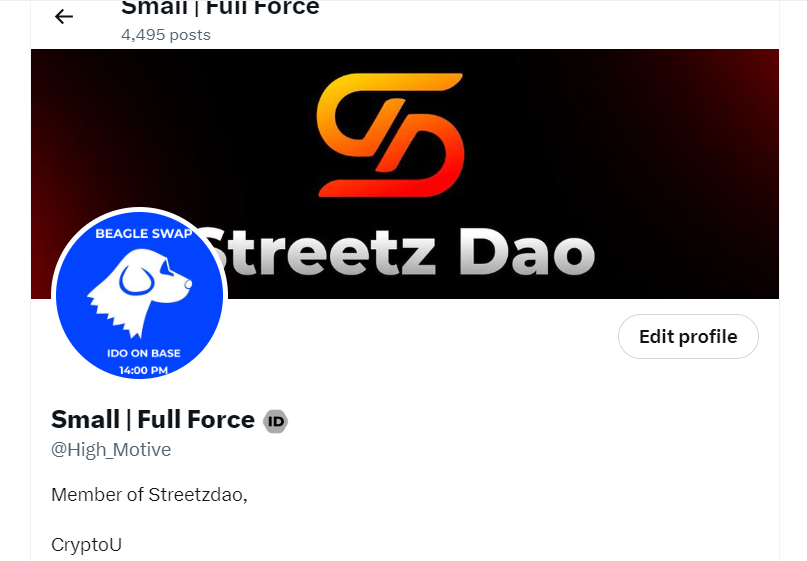 Small | Full Force
4,495 posts
Streetz Dao
BEAGLE SWAP
IDO ON BASE
14:00 PM
Edit profile
Small | Full Force ID
@High_Motive
Member of Streetzdao,
CryptoU